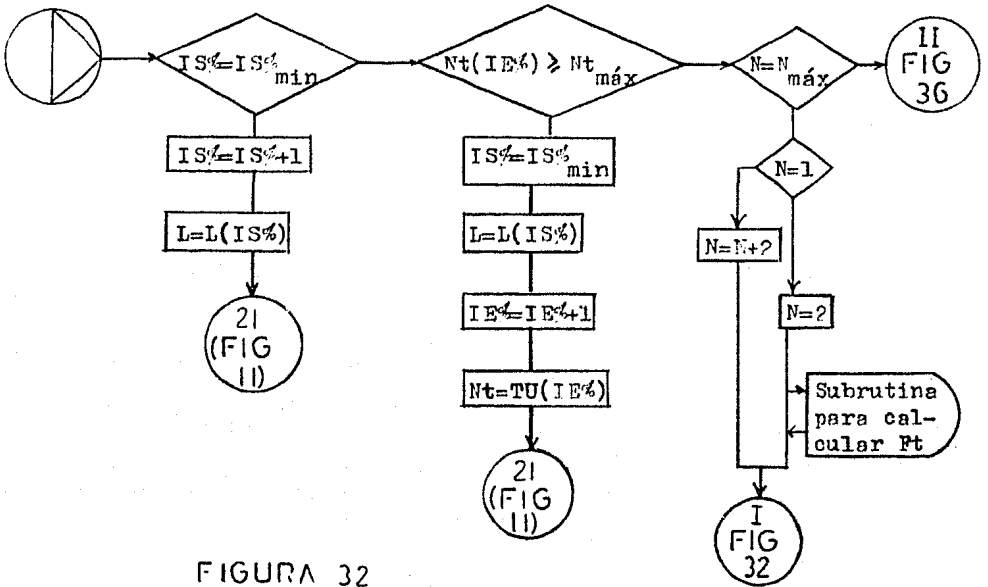 IS%=IS%min
Nt(IE%) ≥ Ntmáx
N=Nmáx
II
FIG
36
IS%=IS%+1
L=L(IS%)
21
(FIG
11)
IS%=IS%min
L=L(IS%)
IE%=IE%+1
Nt=TU(IE%)
21
(FIG
11)
N=1
N=N+2
N=2
Subrutina
para cal-
cular Ft
I
FIG
32
FIGURA 32